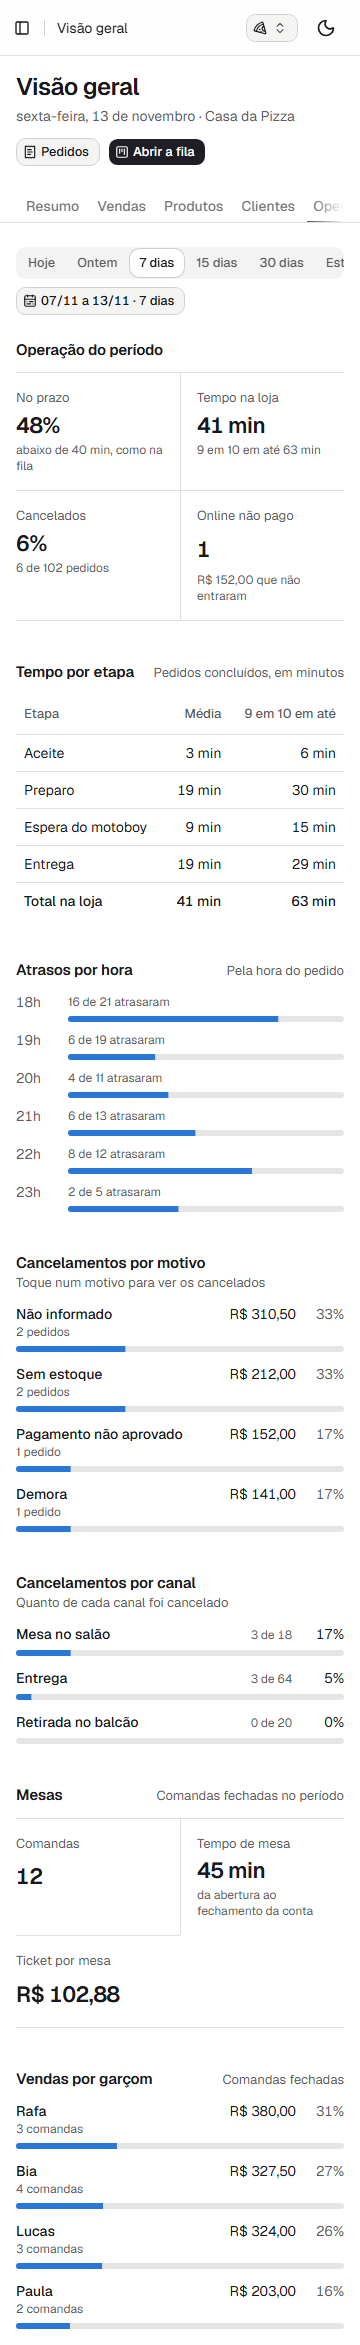 Visão geral
Visão geral
sexta-feira, 13 de novembro · Casa da Pizza
Pedidos
Abrir a fila
Resumo Vendas Produtos Clientes Ope
Hoje Ontem 7 dias 15 dias 30 dias Est
07/11 a 13/11 · 7 dias
Operação do período
No prazo
48%
abaixo de 40 min, como na
fila
Tempo na loja
41 min
9 em 10 em até 63 min
Cancelados
6%
6 de 102 pedidos
Online não pago
1
R$ 152,00 que não
entraram
Tempo por etapa Pedidos concluídos, em minutos
Etapa Média 9 em 10 em até
Aceite 3 min 6 min
Preparo 19 min 30 min
Espera do motoboy 9 min 15 min
Entrega 19 min 29 min
Total na loja 41 min 63 min
Atrasos por hora Pela hora do pedido
18h 16 de 21 atrasaram
19h 6 de 19 atrasaram
20h 4 de 11 atrasaram
21h 6 de 13 atrasaram
22h 8 de 12 atrasaram
23h 2 de 5 atrasaram
Cancelamentos por motivo
Toque num motivo para ver os cancelados
Não informado R$ 310,50 33%
2 pedidos
Sem estoque R$ 212,00 33%
2 pedidos
Pagamento não aprovado R$ 152,00 17%
1 pedido
Demora R$ 141,00 17%
1 pedido
Cancelamentos por canal
Quanto de cada canal foi cancelado
Mesa no salão 3 de 18 17%
Entrega 3 de 64 5%
Retirada no balcão 0 de 20 0%
Mesas Comandas fechadas no período
Comandas
12
Tempo de mesa
45 min
da abertura ao
fechamento da conta
Ticket por mesa
R$ 102,88
Vendas por garçom Comandas fechadas
Rafa R$ 380,00 31%
3 comandas
Bia R$ 327,50 27%
4 comandas
Lucas R$ 324,00 26%
3 comandas
Paula R$ 203,00 16%
2 comandas